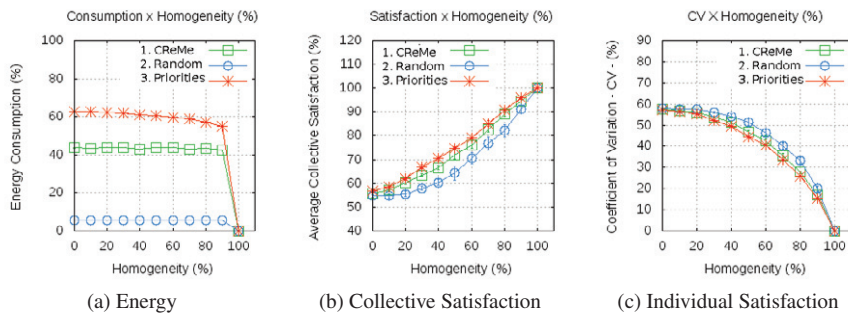 Consumption x Homogeneity (%)
Energy Consumption (%)
100
80
60
40
20
0
1. CReMe
2. Random
3. Priorities
0 20 40 60 80 100
Homogeneity (%)
(a) Energy
Satisfaction x Homogeneity (%)
Average Collective Satisfaction (%)
120
110
100
90
80
70
60
50
40
1. CReMe
2. Random
3. Priorities
0 20 40 60 80 100
Homogeneity (%)
(b) Collective Satisfaction
CV X Homogeneity (%)
Coefficient of Variation - CV - (%)
90
80
70
60
50
40
30
20
10
0
1. CReMe
2. Random
3. Priorities
0 20 40 60 80 100
Homogeneity (%)
(c) Individual Satisfaction